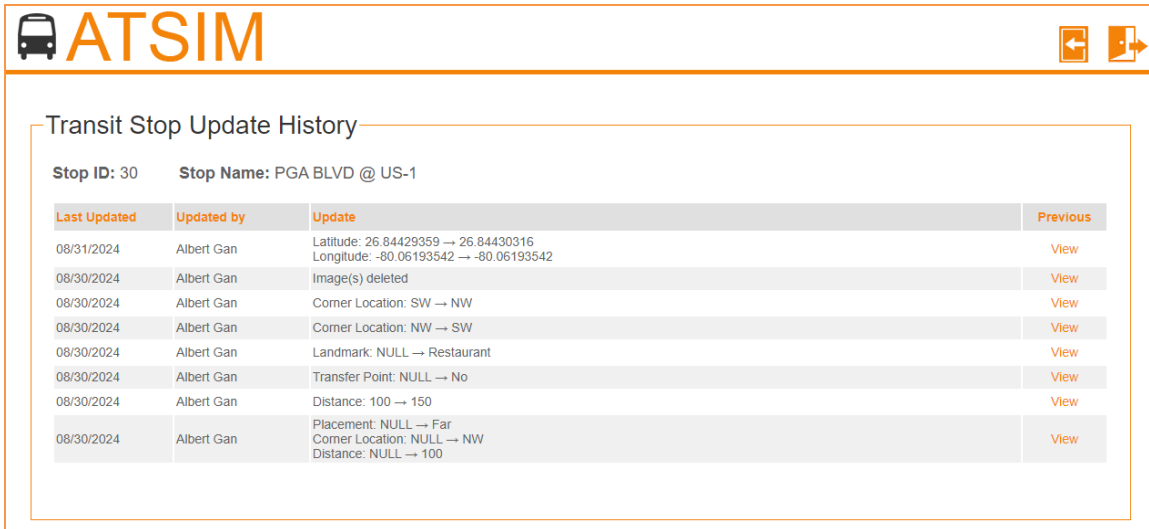 ATSIM
Transit Stop Update History
Stop ID: 30 Stop Name: PGA BLVD @ US-1
Last Updated Updated by Update Previous
08/31/2024 Albert Gan Latitude: 26.84429359 → 26.84430316 View
Longitude: -80.06193542 → -80.06193542
08/30/2024 Albert Gan Image(s) deleted View
08/30/2024 Albert Gan Corner Location: SW → NW View
08/30/2024 Albert Gan Corner Location: NW → SW View
08/30/2024 Albert Gan Landmark: NULL → Restaurant View
08/30/2024 Albert Gan Transfer Point: NULL → No View
08/30/2024 Albert Gan Distance: 100 → 150 View
08/30/2024 Albert Gan Placement: NULL → Far View
Corner Location: NULL → NW
Distance: NULL → 100